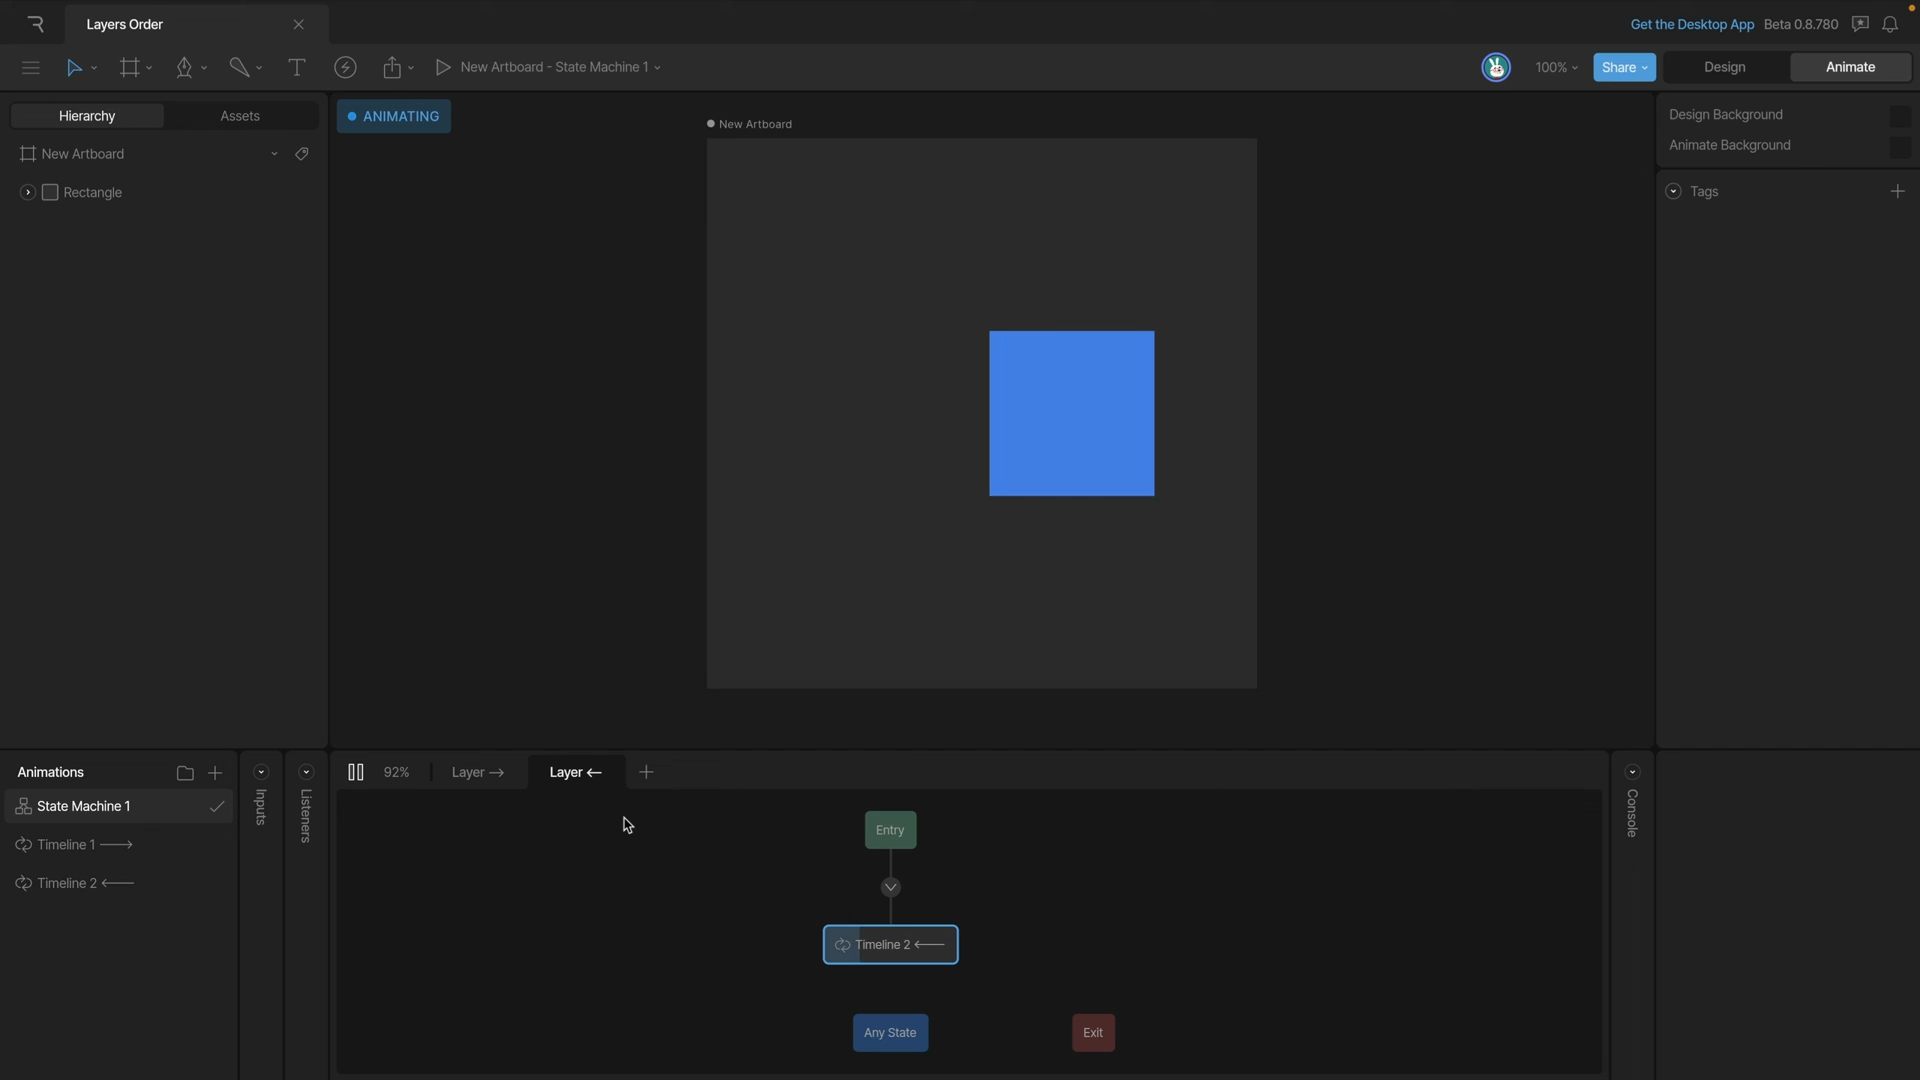 Layers Order
Get the Desktop App
Beta 0.8.780
New Artboard - State Machine 1
100%
Share
Design
Animate
Hierarchy
Assets
ANIMATING
New Artboard
Design Background
New Artboard
Animate Background
Rectangle
Tags
Animations
92%
Layer →
Layer ←
State Machine 1
Inputs
Listeners
Console
Timeline 1 ⟶
Timeline 2 ⟵
Entry
Timeline 2 ⟵
Any State
Exit